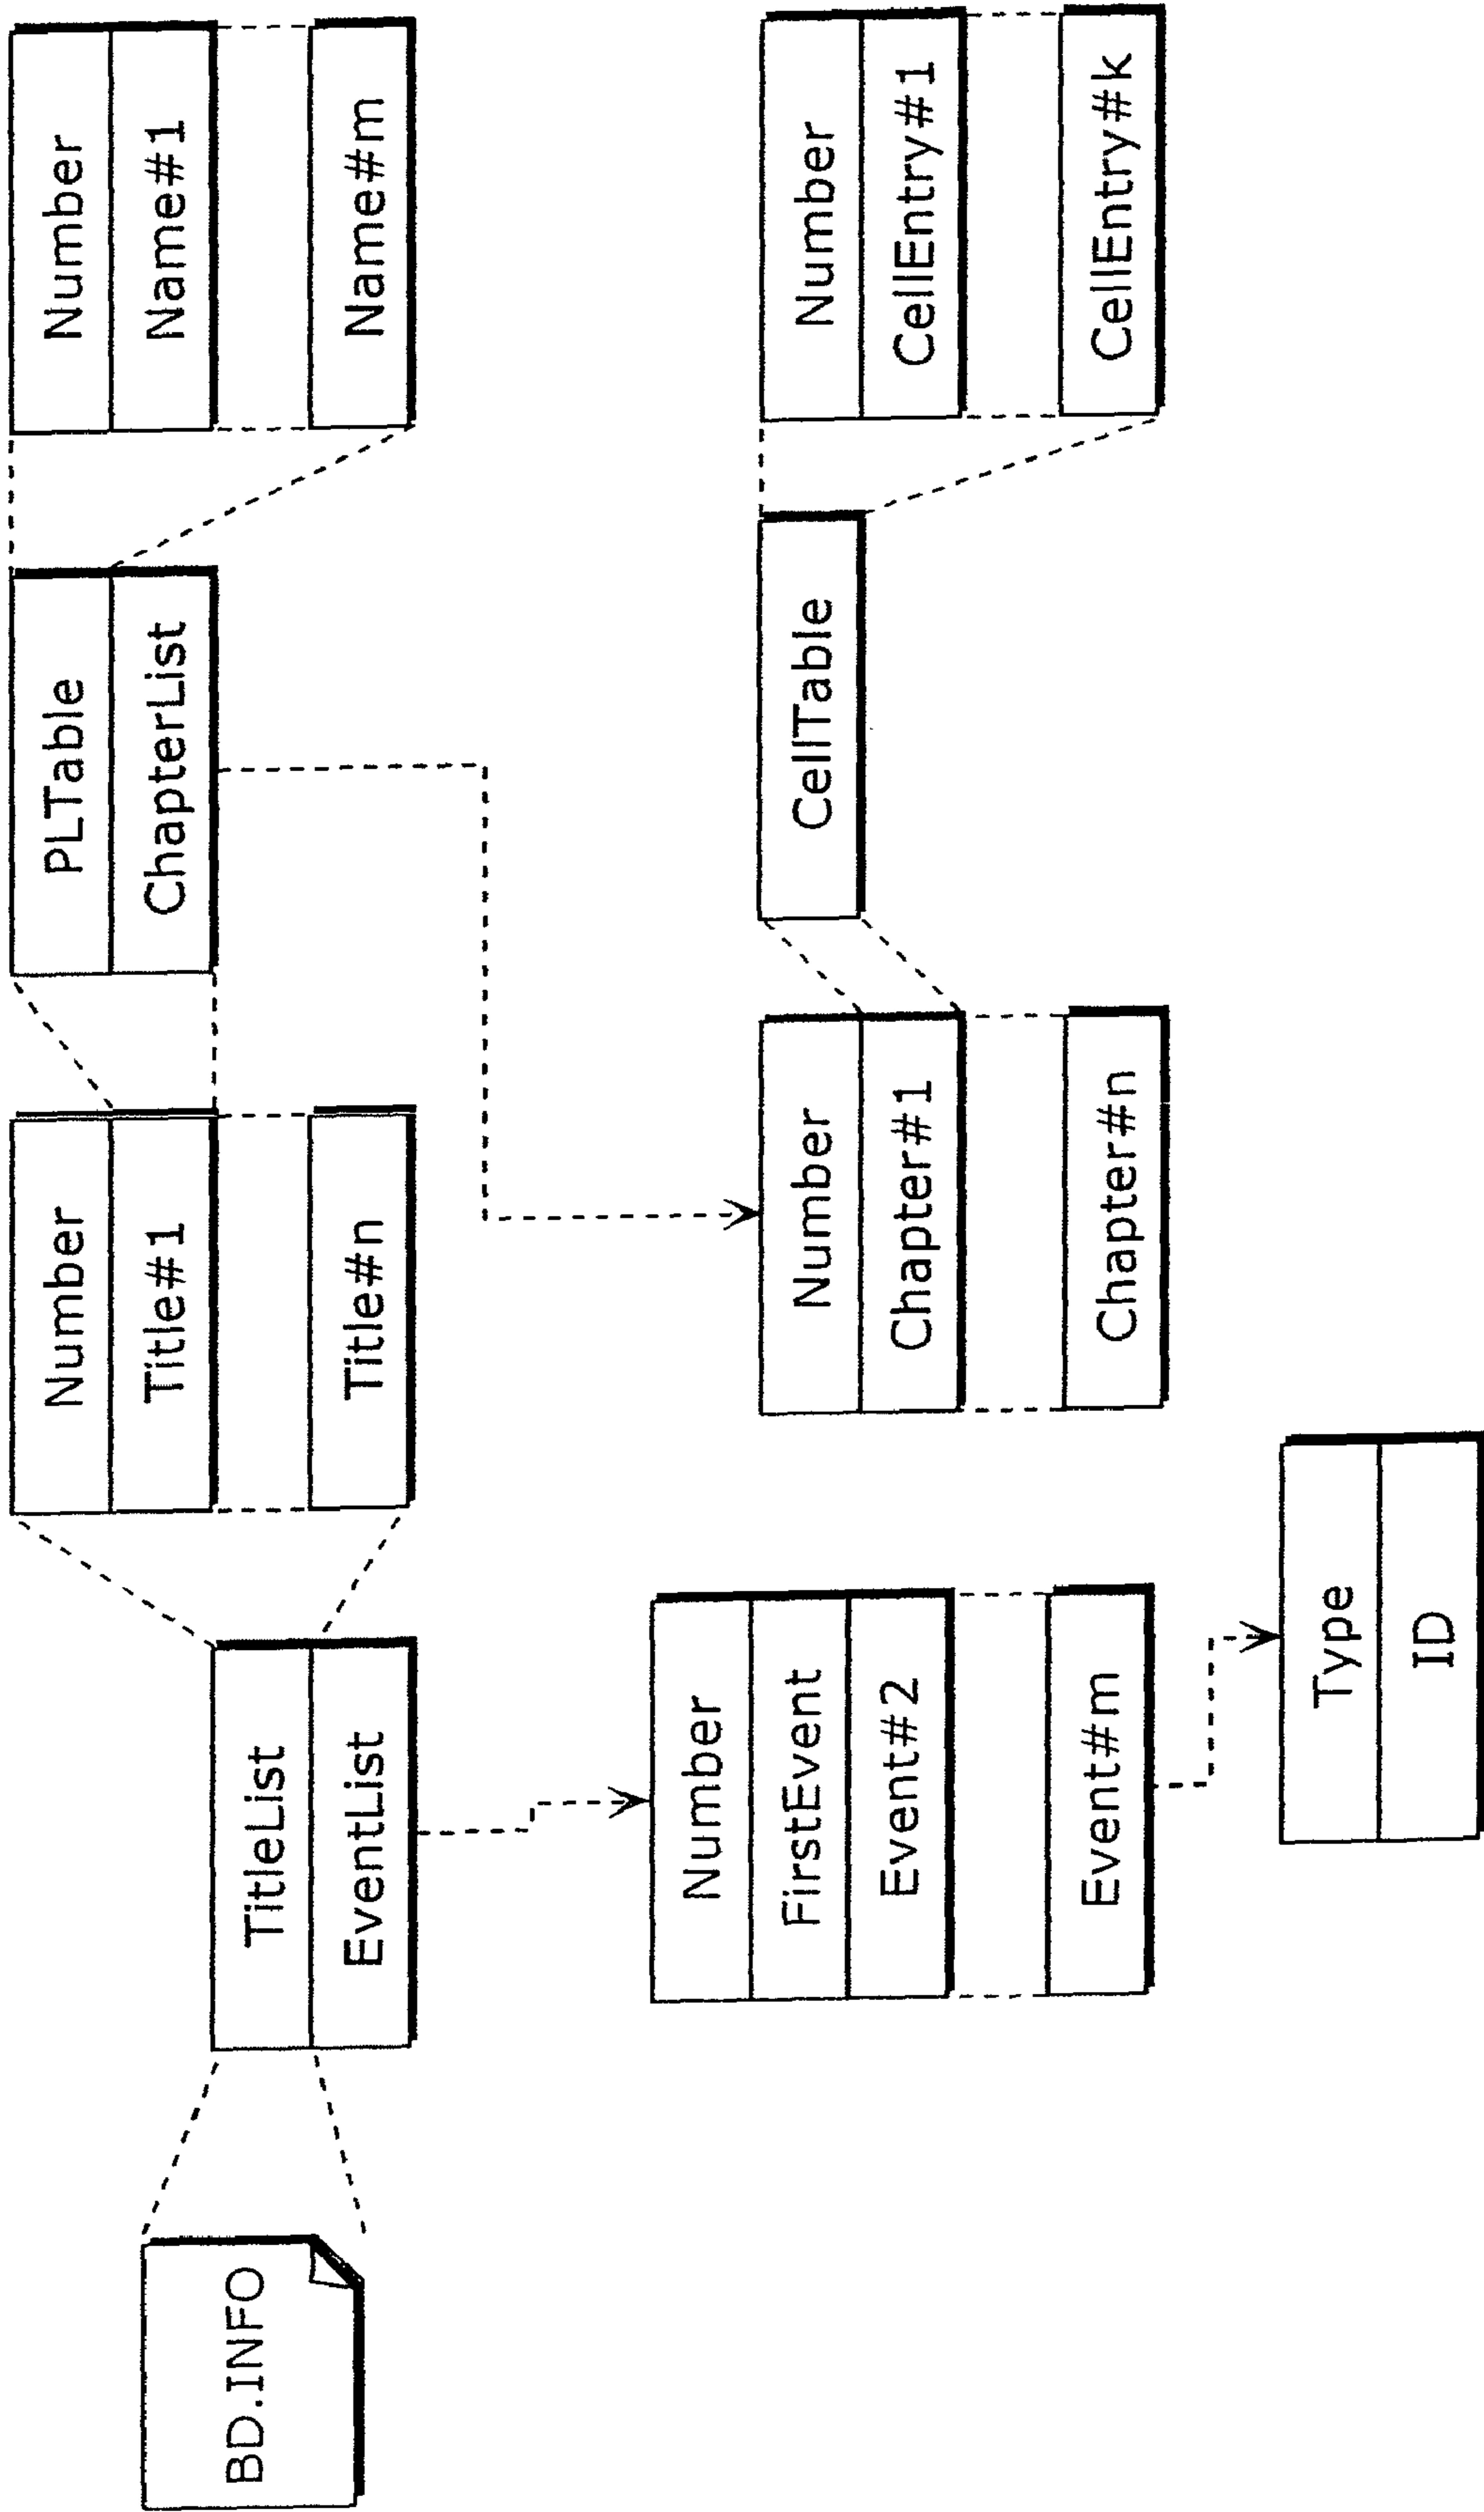 BD.INFO
TitleList
EventList
Number
Title#1
Title#n
PLTable
ChapterList
Number
Name#1
Name#m
Number
FirstEvent
Event#2
Event#m
Type
ID
Number
Chapter#1
Chapter#n
CellTable
Number
CellEntry#1
CellEntry#k